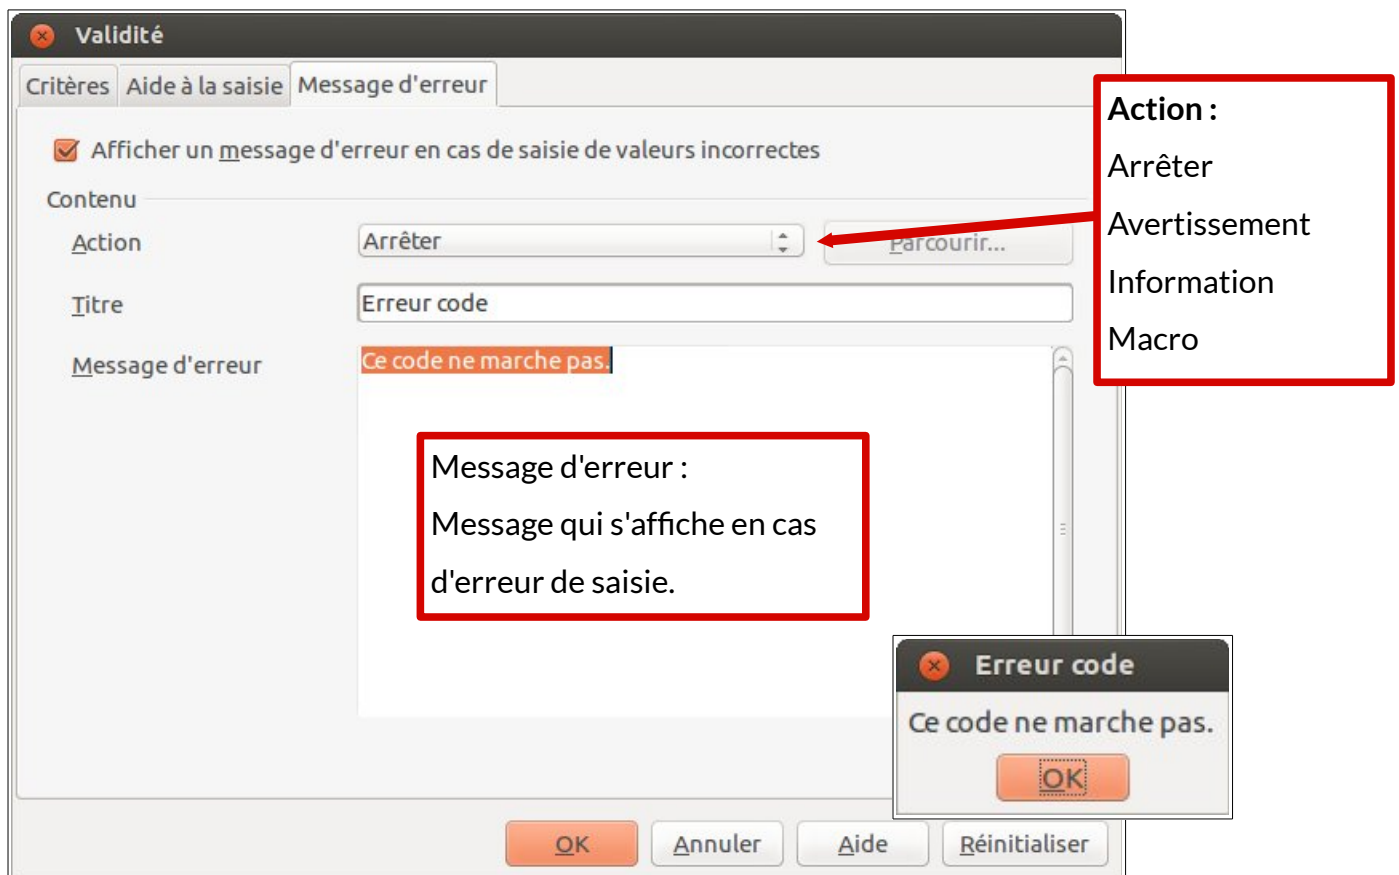 Validité
Critères Aide à la saisie Message d'erreur
Afficher un message d'erreur en cas de saisie de valeurs incorrectes
Contenu
Action Arrêter Parcourir...
Titre Erreur code
Message d'erreur Ce code ne marche pas.
Action :
Arrêter
Avertissement
Information
Macro
Message d'erreur :
Message qui s'affiche en cas
d'erreur de saisie.
Erreur code
Ce code ne marche pas.
OK
OK Annuler Aide Réinitialiser